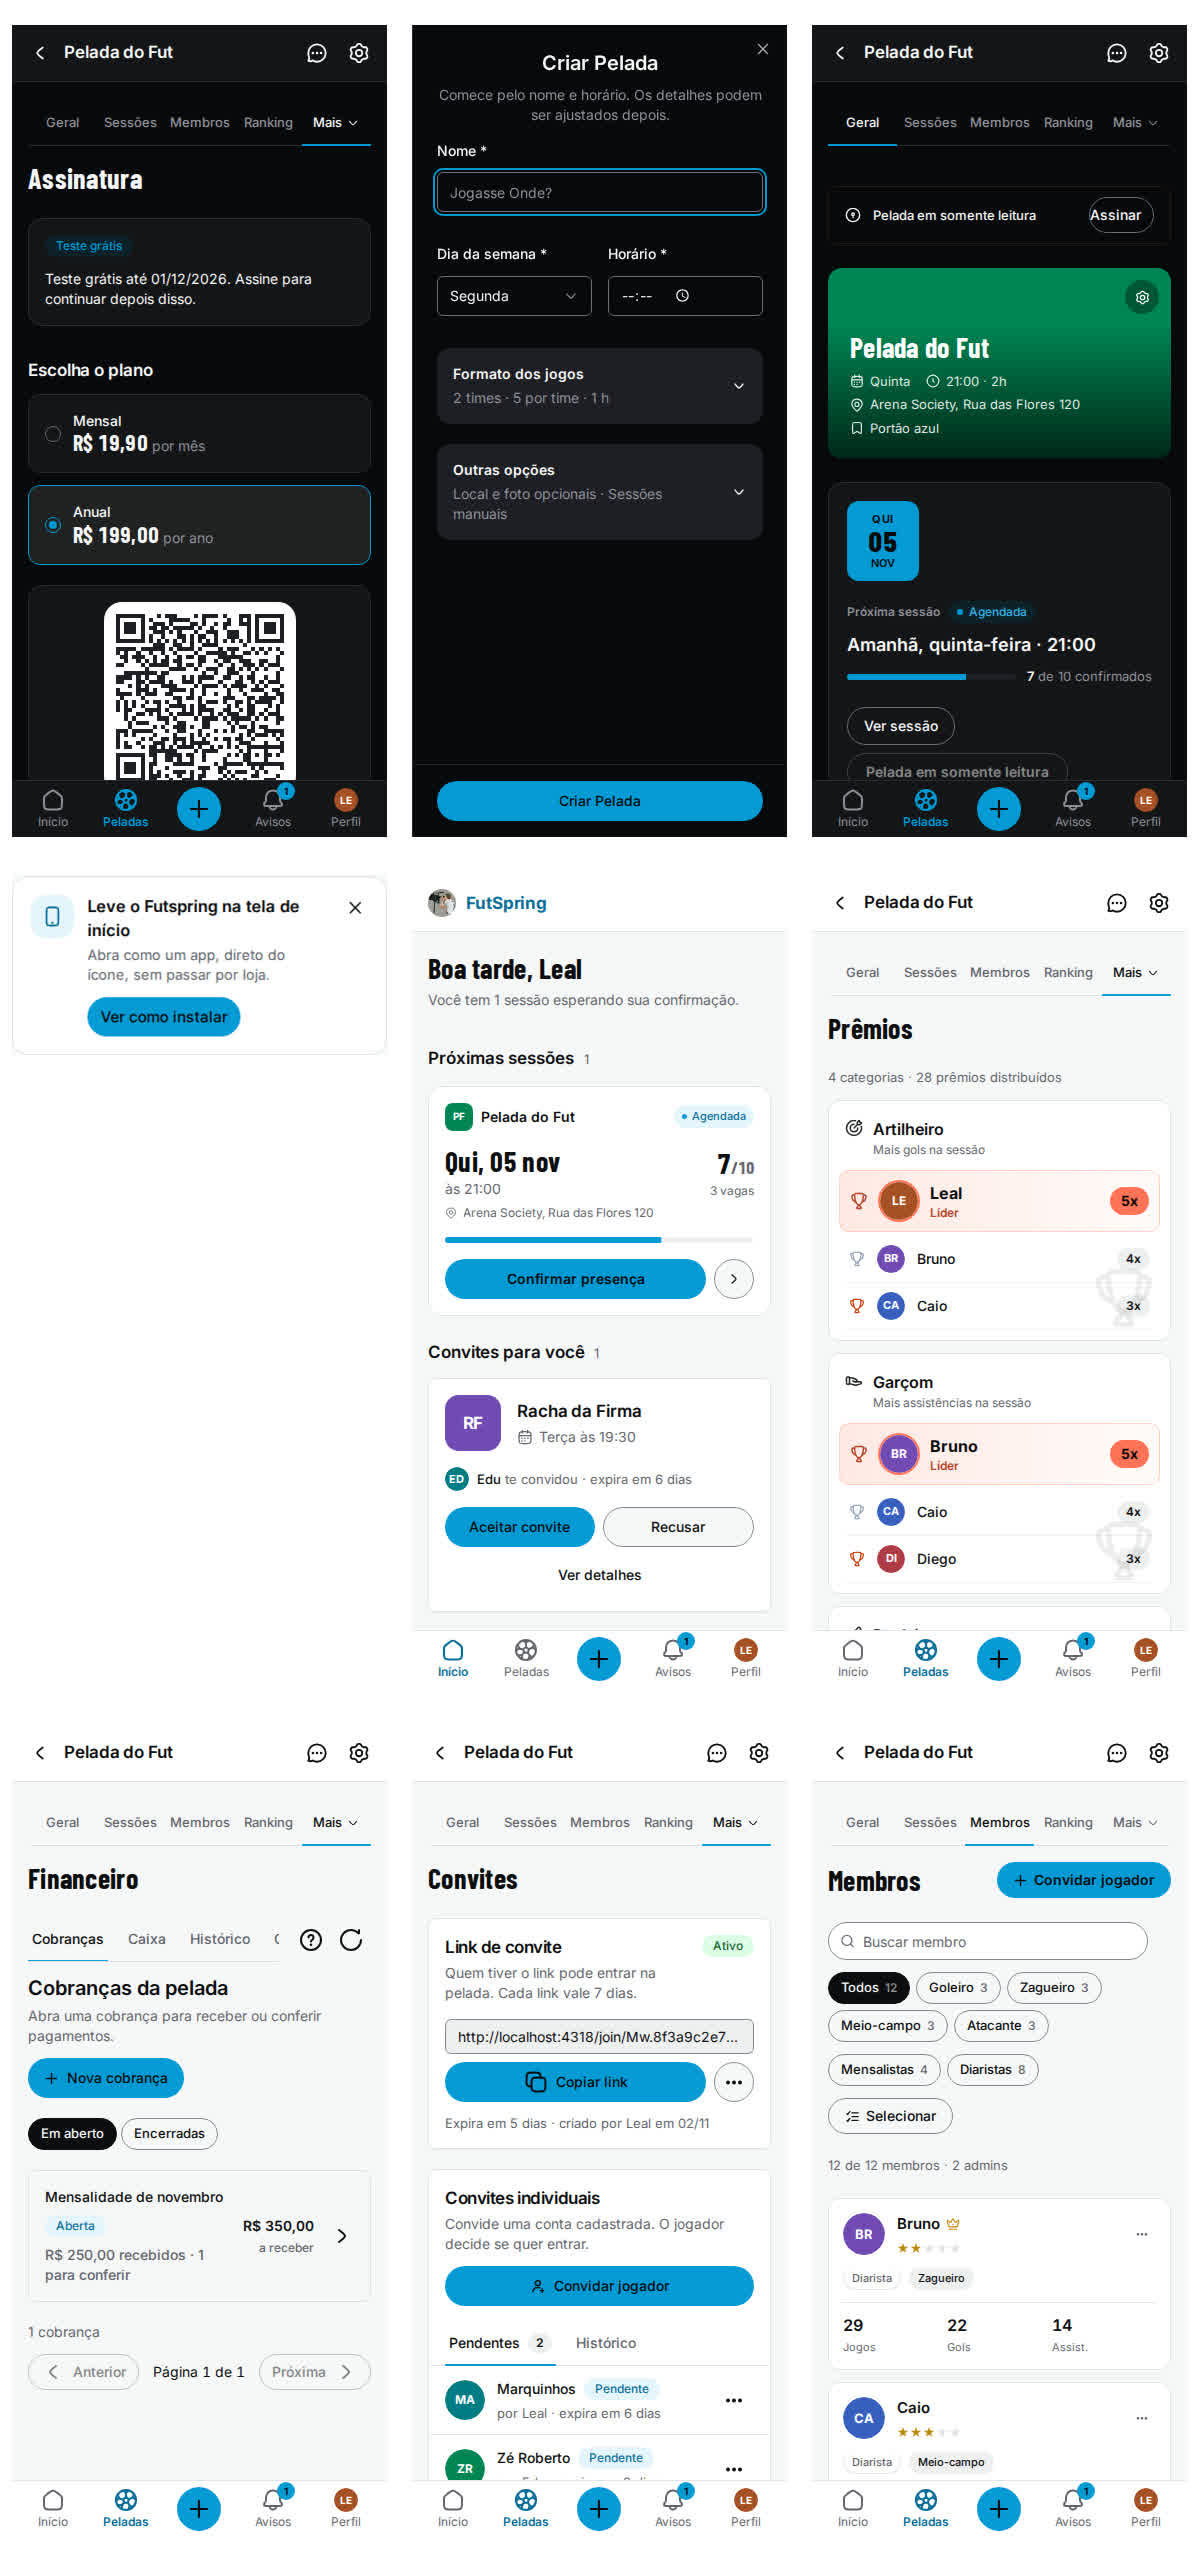 Pelada do Fut
Geral Sessões Membros Ranking Mais
Assinatura
Teste grátis
Teste grátis até 01/12/2026. Assine para
continuar depois disso.
Escolha o plano
Mensal
R$ 19,90 por mês
Anual
R$ 199,00 por ano
Início Peladas 1 Avisos LE Perfil
Criar Pelada
Comece pelo nome e horário. Os detalhes podem
ser ajustados depois.
Nome *
Jogasse Onde?
Dia da semana * Horário *
Segunda --:--
Formato dos jogos
2 times · 5 por time · 1 h
Outras opções
Local e foto opcionais · Sessões
manuais
Criar Pelada
Pelada do Fut
Geral Sessões Membros Ranking Mais
Pelada em somente leitura Assinar
Pelada do Fut
Quinta 21:00 · 2h
Arena Society, Rua das Flores 120
Portão azul
QUI
05
NOV
Próxima sessão Agendada
Amanhã, quinta-feira · 21:00
7 de 10 confirmados
Ver sessão
Pelada em somente leitura
Início Peladas 1 Avisos LE Perfil
Leve o Futspring na tela de
início
Abra como um app, direto do
ícone, sem passar por loja.
Ver como instalar
FutSpring
Boa tarde, Leal
Você tem 1 sessão esperando sua confirmação.
Próximas sessões 1
PF Pelada do Fut Agendada
Qui, 05 nov 7/10
às 21:00 3 vagas
Arena Society, Rua das Flores 120
Confirmar presença
Convites para você 1
RF Racha da Firma
Terça às 19:30
ED Edu te convidou · expira em 6 dias
Aceitar convite Recusar
Ver detalhes
Início Peladas 1 Avisos LE Perfil
Pelada do Fut
Geral Sessões Membros Ranking Mais
Prêmios
4 categorias · 28 prêmios distribuídos
Artilheiro
Mais gols na sessão
LE Leal Líder 5x
BR Bruno 4x
CA Caio 3x
Garçom
Mais assistências na sessão
BR Bruno Líder 5x
CA Caio 4x
DI Diego 3x
Início Peladas 1 Avisos LE Perfil
Pelada do Fut
Geral Sessões Membros Ranking Mais
Financeiro
Cobranças Caixa Histórico
Cobranças da pelada
Abra uma cobrança para receber ou conferir
pagamentos.
Nova cobrança
Em aberto Encerradas
Mensalidade de novembro
Aberta R$ 350,00
a receber
R$ 250,00 recebidos · 1
para conferir
1 cobrança
Anterior Página 1 de 1 Próxima
Início Peladas 1 Avisos LE Perfil
Pelada do Fut
Geral Sessões Membros Ranking Mais
Convites
Link de convite Ativo
Quem tiver o link pode entrar na
pelada. Cada link vale 7 dias.
http://localhost:4318/join/Mw.8f3a9c2e7...
Copiar link
Expira em 5 dias · criado por Leal em 02/11
Convites individuais
Convide uma conta cadastrada. O jogador
decide se quer entrar.
Convidar jogador
Pendentes 2 Histórico
MA Marquinhos Pendente
por Leal · expira em 6 dias
ZR Zé Roberto Pendente
Início Peladas 1 Avisos LE Perfil
Pelada do Fut
Geral Sessões Membros Ranking Mais
Membros Convidar jogador
Buscar membro
Todos 12 Goleiro 3 Zagueiro 3
Meio-campo 3 Atacante 3
Mensalistas 4 Diaristas 8
Selecionar
12 de 12 membros · 2 admins
BR Bruno
Diarista Zagueiro
29 22 14
Jogos Gols Assist.
CA Caio
Diarista Meio-campo
Início Peladas 1 Avisos LE Perfil